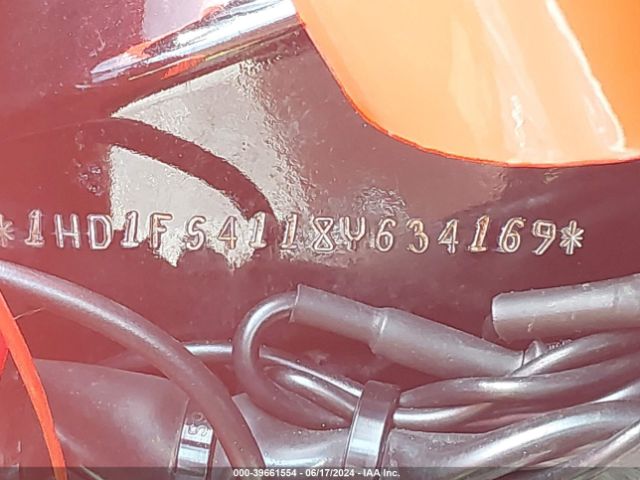 *1HD1FS4118Y634169*
000-39661554 - 06/17/2024 - IAA Inc.